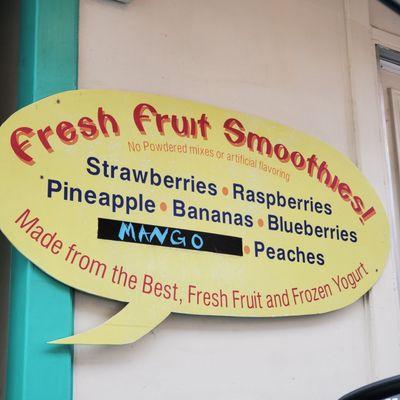 Fresh Fruit Smoothies!
No Powdered mixes or artificial flavoring
Strawberries • Raspberries
Pineapple • Bananas • Blueberries
MANGO • Peaches
Made from the Best, Fresh Fruit and Frozen Yogurt